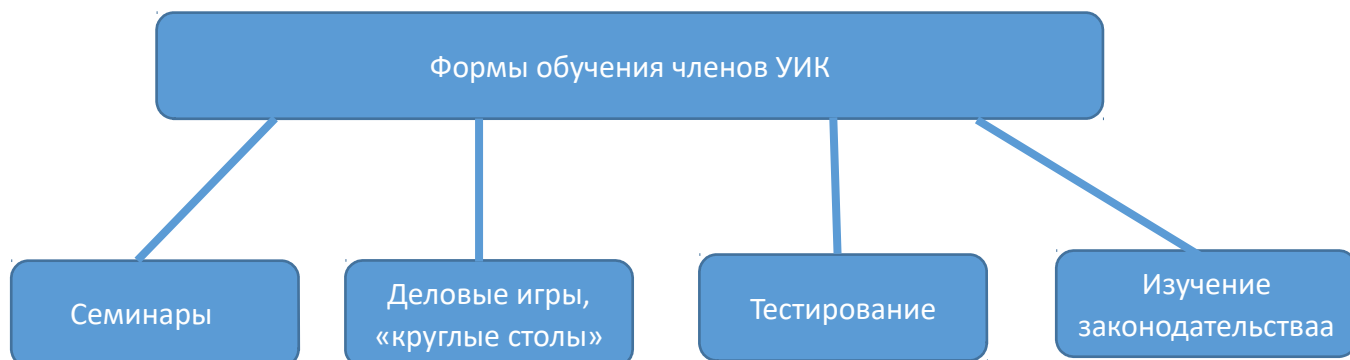 Формы обучения членов УИК
Семинары
Деловые игры,
«круглые столы»
Тестирование
Изучение
законодательстваа